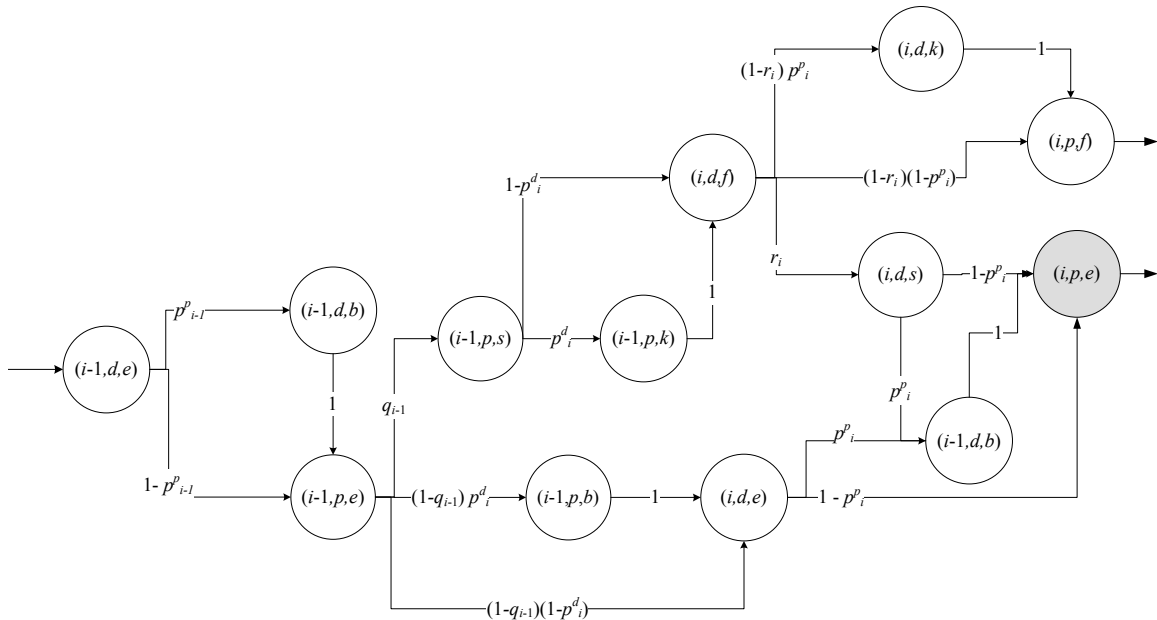 (i,d,k)
1
(1-r_i) p^p_i
(i,p,f)
(i,d,f)
1-p^d_i
(1-r_i)(1-p^p_i)
r_i
(i,d,s)
1-p^p_i
(i,p,e)
1
(i-1,d,b)
p^p_{i-1}
(i-1,p,s)
p^d_i
(i-1,p,k)
1
(i-1,d,e)
1
q_{i-1}
p^p_i
p^p_i
(i-1,d,b)
1- p^p_{i-1}
(i-1,p,e)
(1-q_{i-1}) p^d_i
(i-1,p,b)
1
(i,d,e)
1 - p^p_i
(1-q_{i-1})(1-p^d_i)